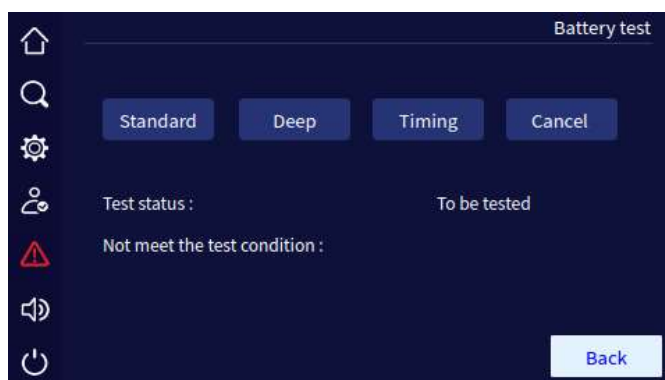 Battery test
Standard Deep Timing Cancel
Test status : To be tested
Not meet the test condition :
Back